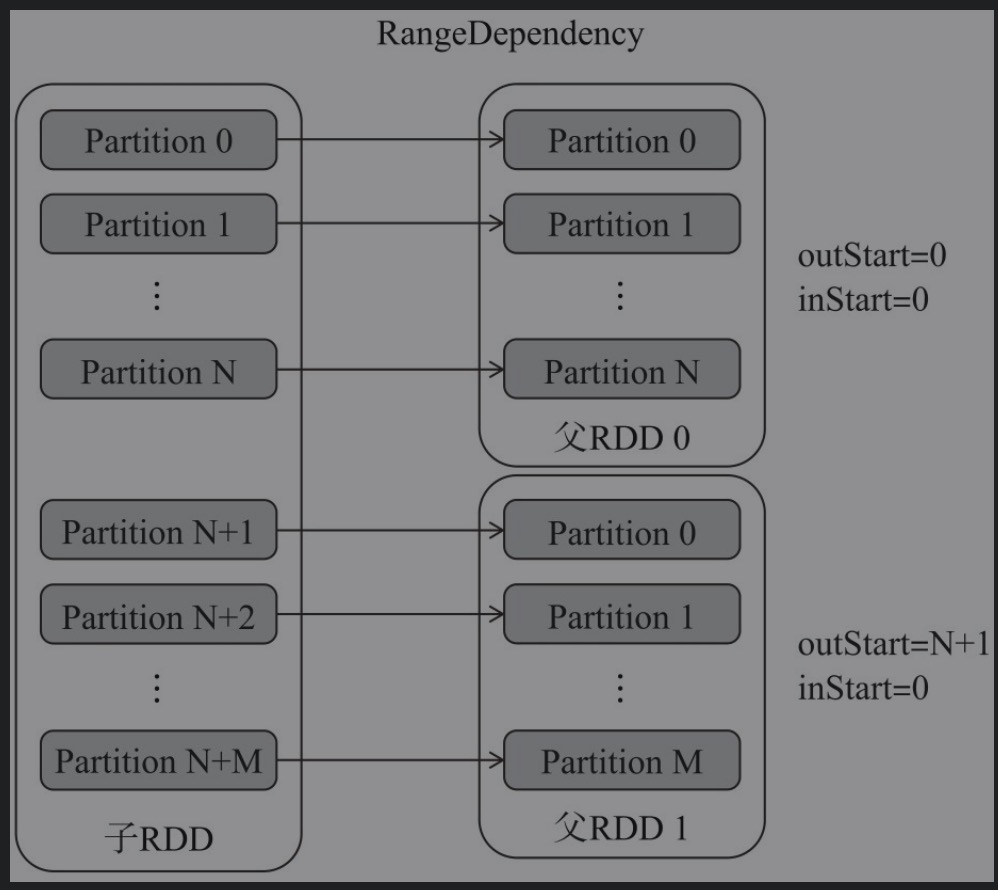 RangeDependency
Partition 0
Partition 0
Partition 1
Partition 1
⋮
⋮
outStart=0
inStart=0
Partition N
Partition N
父RDD 0
Partition N+1
Partition 0
Partition N+2
Partition 1
⋮
⋮
outStart=N+1
inStart=0
Partition N+M
Partition M
子RDD
父RDD 1